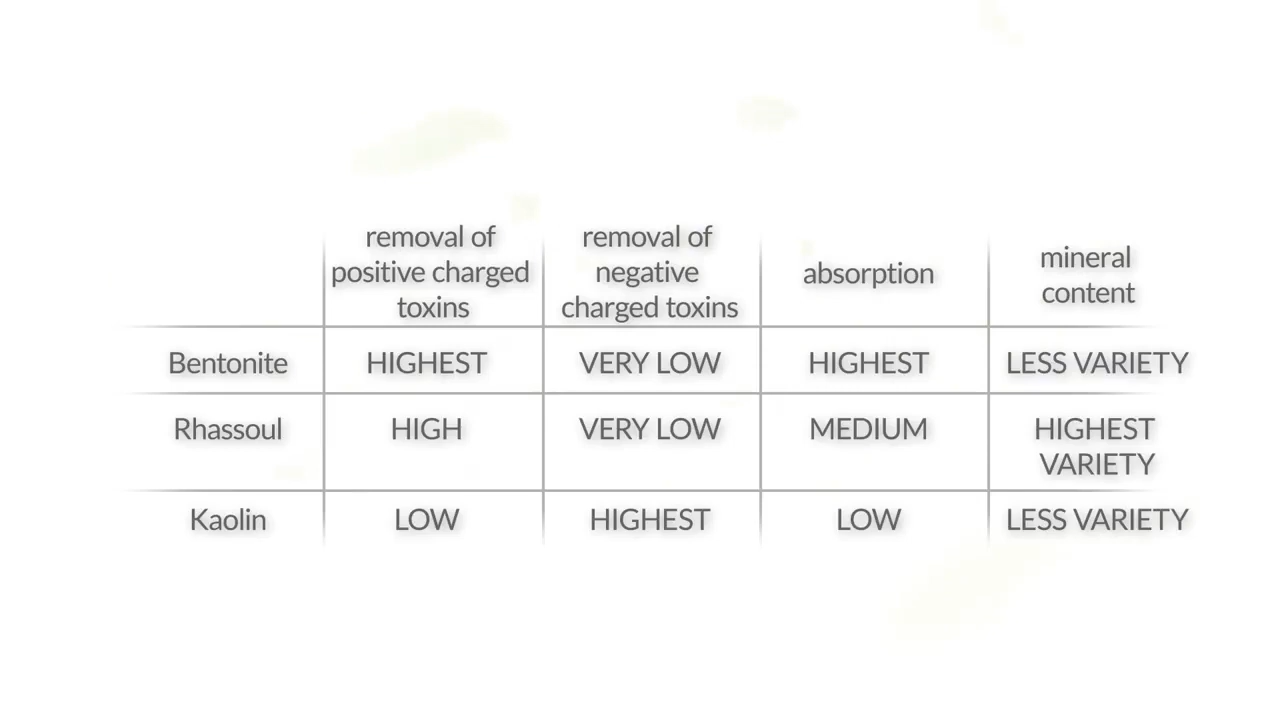 removal of
positive charged
toxins
removal of
negative
charged toxins
absorption
mineral
content
Bentonite
HIGHEST
VERY LOW
HIGHEST
LESS VARIETY
Rhassoul
HIGH
VERY LOW
MEDIUM
HIGHEST
VARIETY
Kaolin
LOW
HIGHEST
LOW
LESS VARIETY